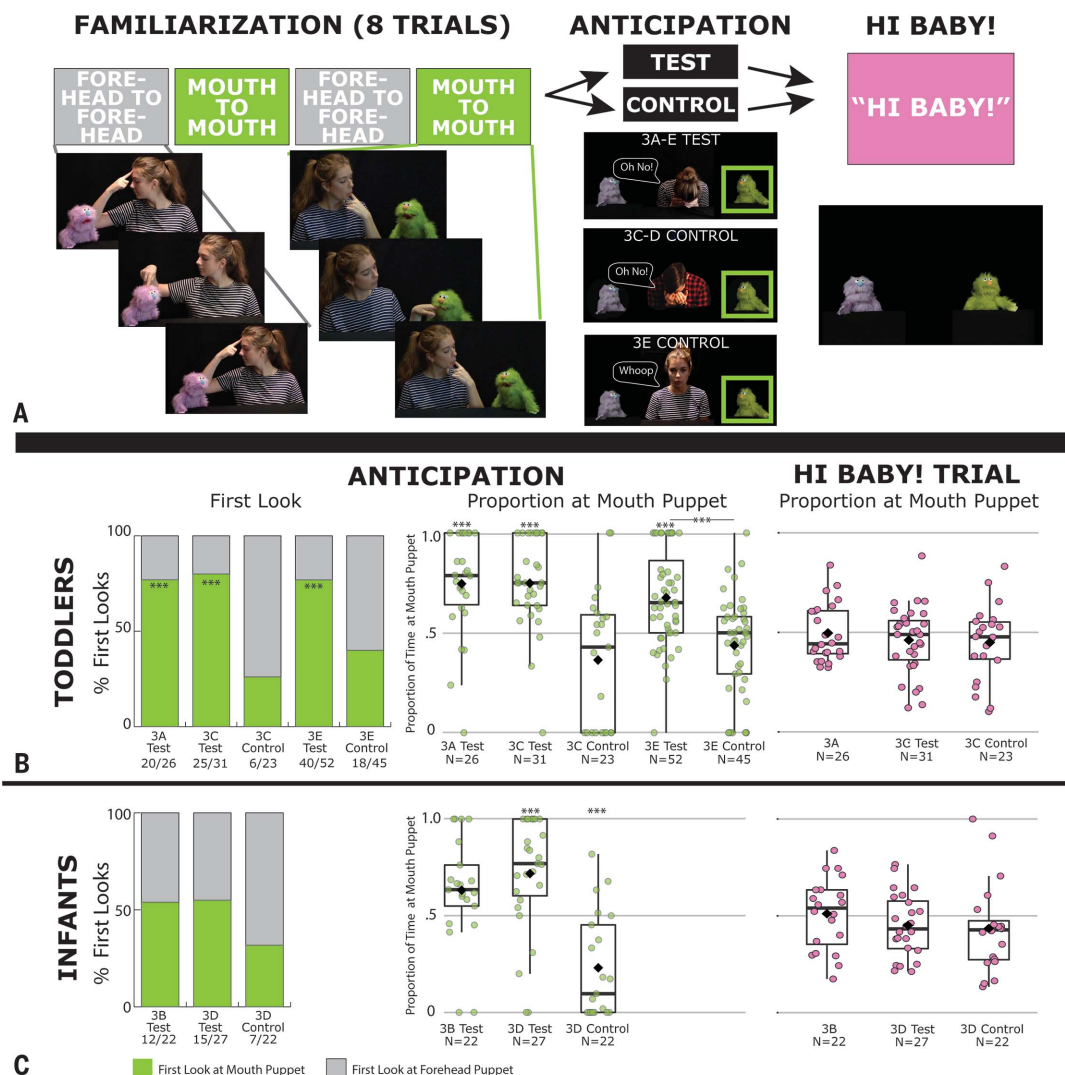 FAMILIARIZATION (8 TRIALS)
ANTICIPATION
HI BABY!
FORE-
HEAD TO
FORE-
HEAD
MOUTH
TO
MOUTH
FORE-
HEAD TO
FORE-
HEAD
MOUTH
TO
MOUTH
TEST
CONTROL
"HI BABY!"
3A-E TEST
Oh No!
3C-D CONTROL
Oh No!
3E CONTROL
Whoop
A
ANTICIPATION
HI BABY! TRIAL
First Look
Proportion at Mouth Puppet
Proportion at Mouth Puppet
TODDLERS
% First Looks
100
50
0
***
***
***
3A
Test
20/26
3C
Test
25/31
3C
Control
6/23
3E
Test
40/52
3E
Control
18/45
Proportion of Time at Mouth Puppet
1.0
.5
0
***
***
***
***
3A Test
N=26
3C Test
N=31
3C Control
N=23
3E Test
N=52
3E Control
N=45
3A
N=26
3C Test
N=31
3C Control
N=23
B
INFANTS
% First Looks
100
50
0
3B
Test
12/22
3D
Test
15/27
3D
Control
7/22
Proportion of Time at Mouth Puppet
1.0
.5
0
***
***
3B Test
N=22
3D Test
N=27
3D Control
N=22
3B
N=22
3D Test
N=27
3D Control
N=22
C
First Look at Mouth Puppet
First Look at Forehead Puppet